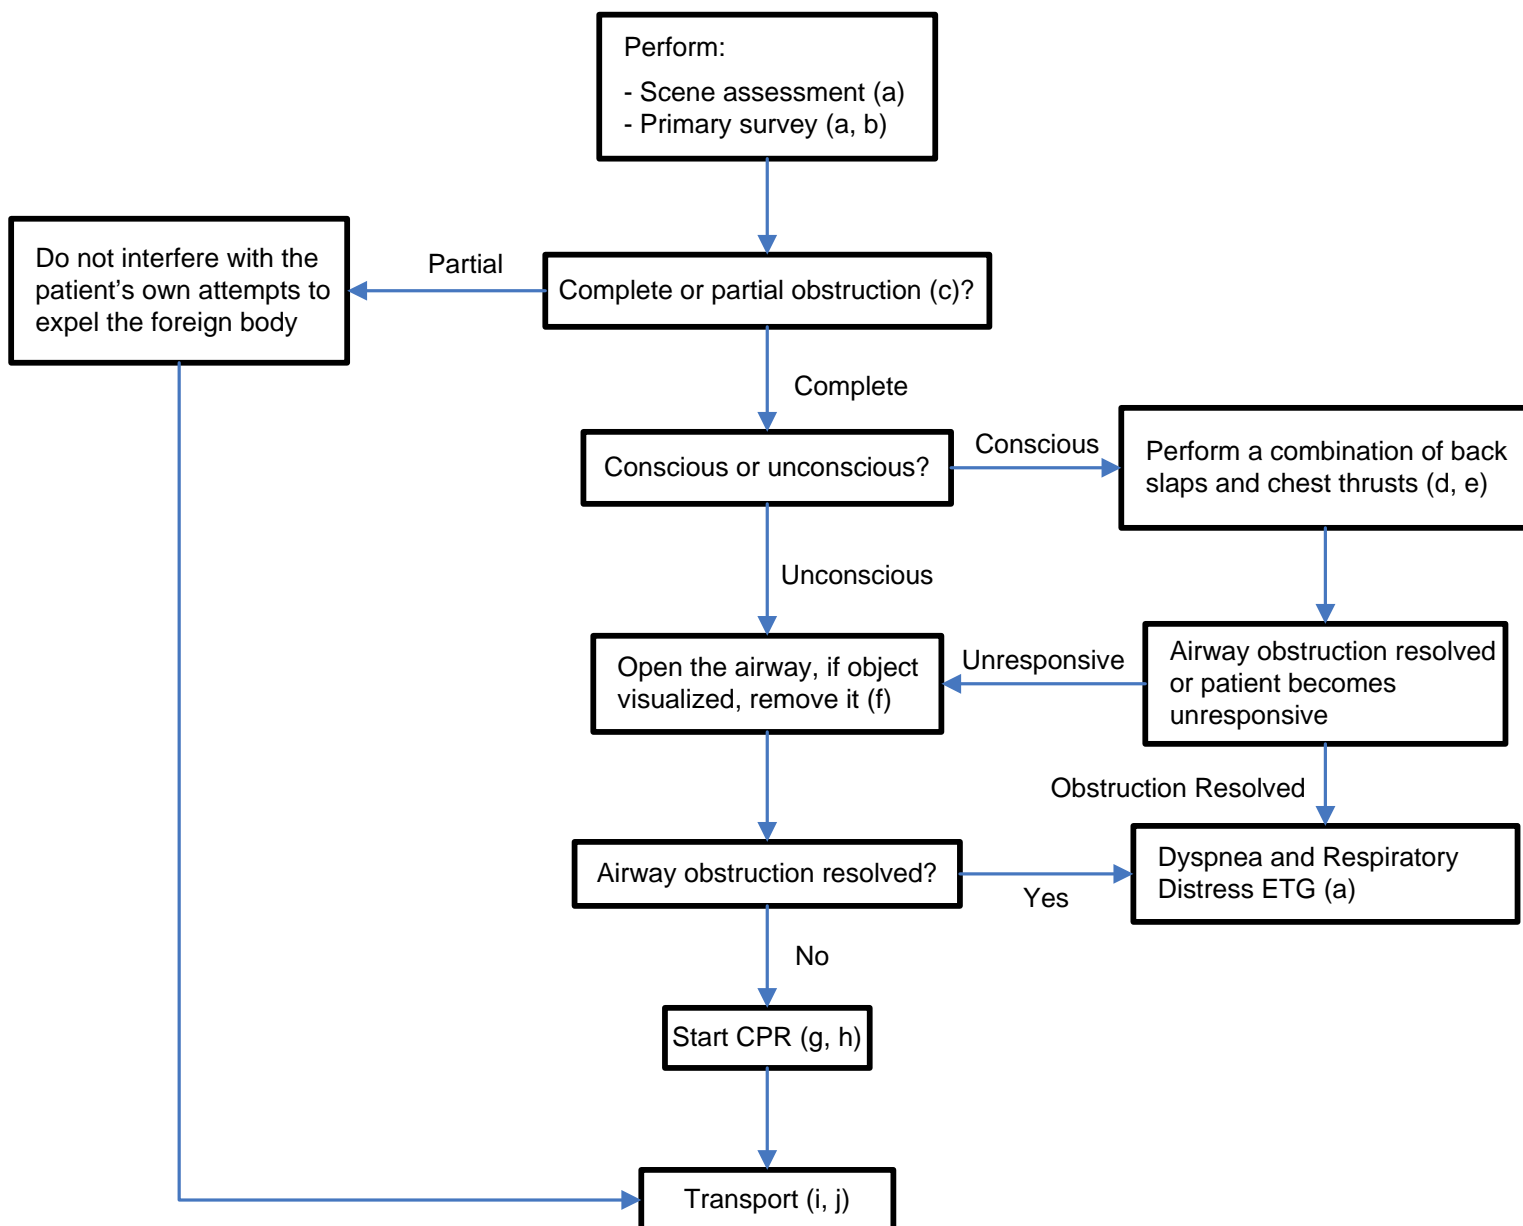 Perform:
- Scene assessment (a)
- Primary survey (a, b)
Do not interfere with the
patient’s own attempts to
expel the foreign body
Partial
Complete or partial obstruction (c)?
Complete
Conscious or unconscious?
Conscious
Perform a combination of back
slaps and chest thrusts (d, e)
Unconscious
Open the airway, if object
visualized, remove it (f)
Unresponsive
Airway obstruction resolved
or patient becomes
unresponsive
Obstruction Resolved
Airway obstruction resolved?
Yes
Dyspnea and Respiratory
Distress ETG (a)
No
Start CPR (g, h)
Transport (i, j)